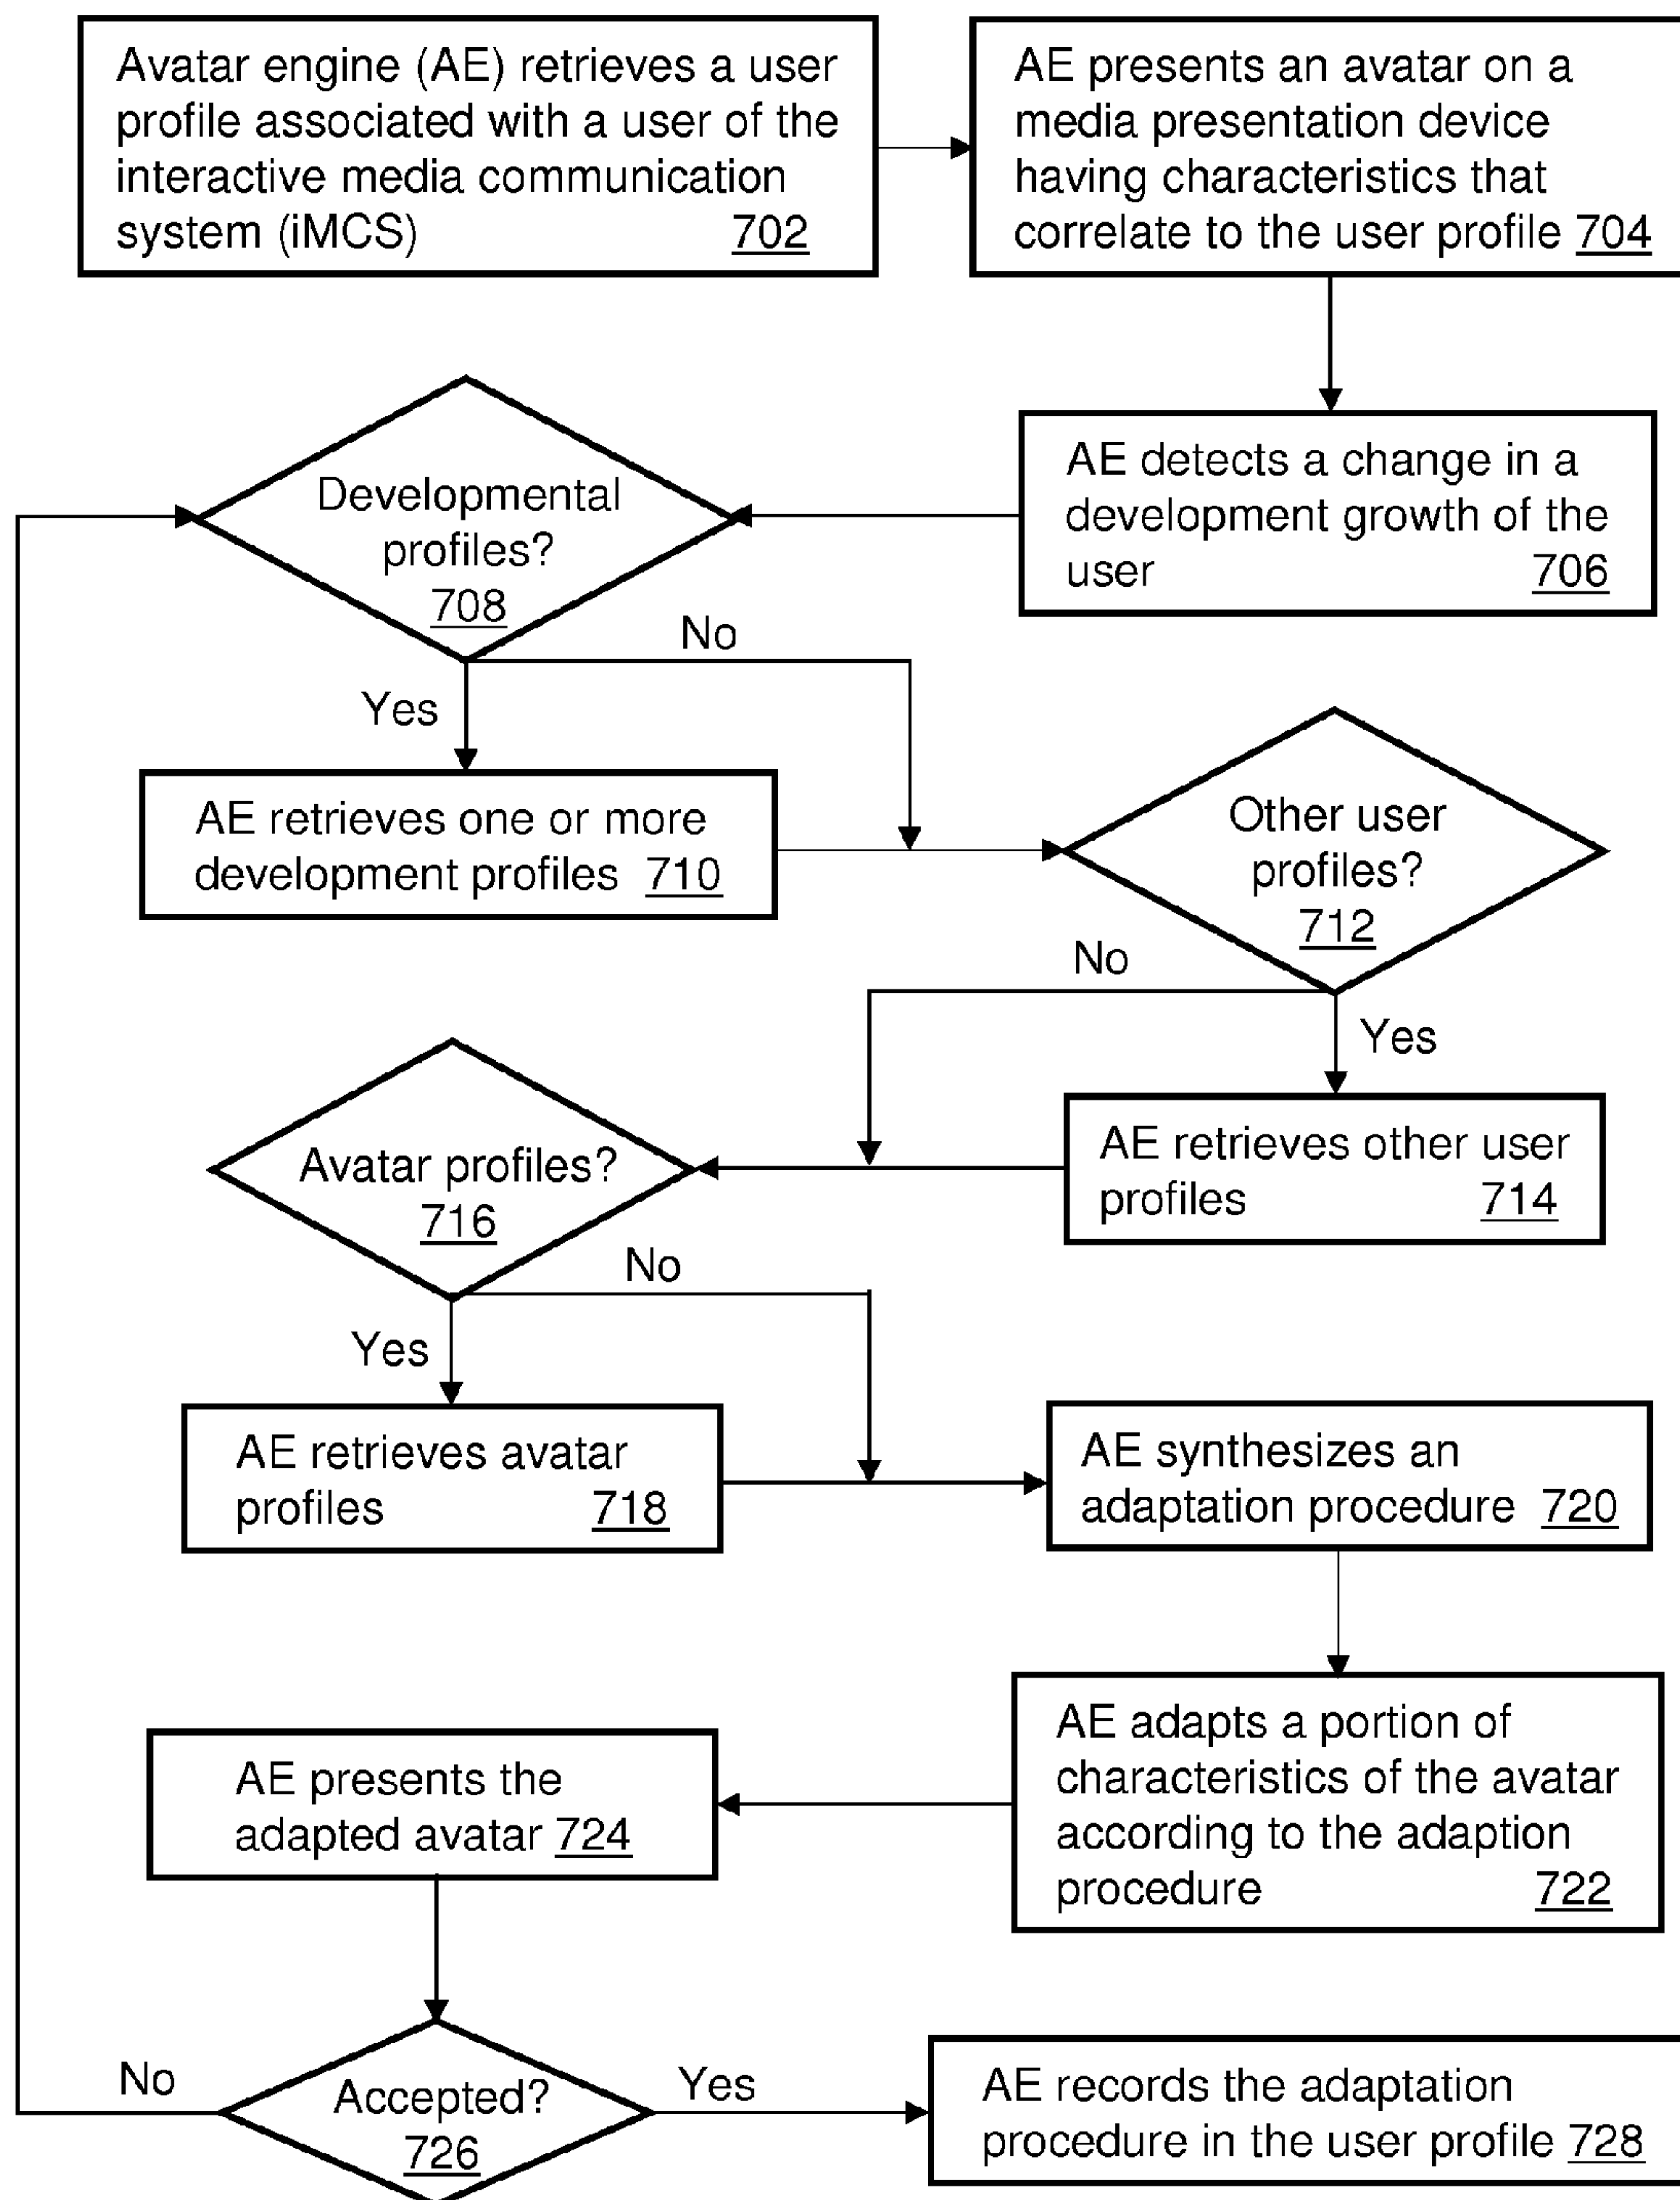 Avatar engine (AE) retrieves a user
profile associated with a user of the
interactive media communication
system (iMCS) 702
AE presents an avatar on a
media presentation device
having characteristics that
correlate to the user profile 704
AE detects a change in a
development growth of the
user 706
Developmental
profiles?
708
No
Yes
AE retrieves one or more
development profiles 710
Other user
profiles?
712
No
Yes
AE retrieves other user
profiles 714
Avatar profiles?
716
No
Yes
AE retrieves avatar
profiles 718
AE synthesizes an
adaptation procedure 720
AE adapts a portion of
characteristics of the avatar
according to the adaption
procedure 722
AE presents the
adapted avatar 724
Accepted?
726
No
Yes
AE records the adaptation
procedure in the user profile 728